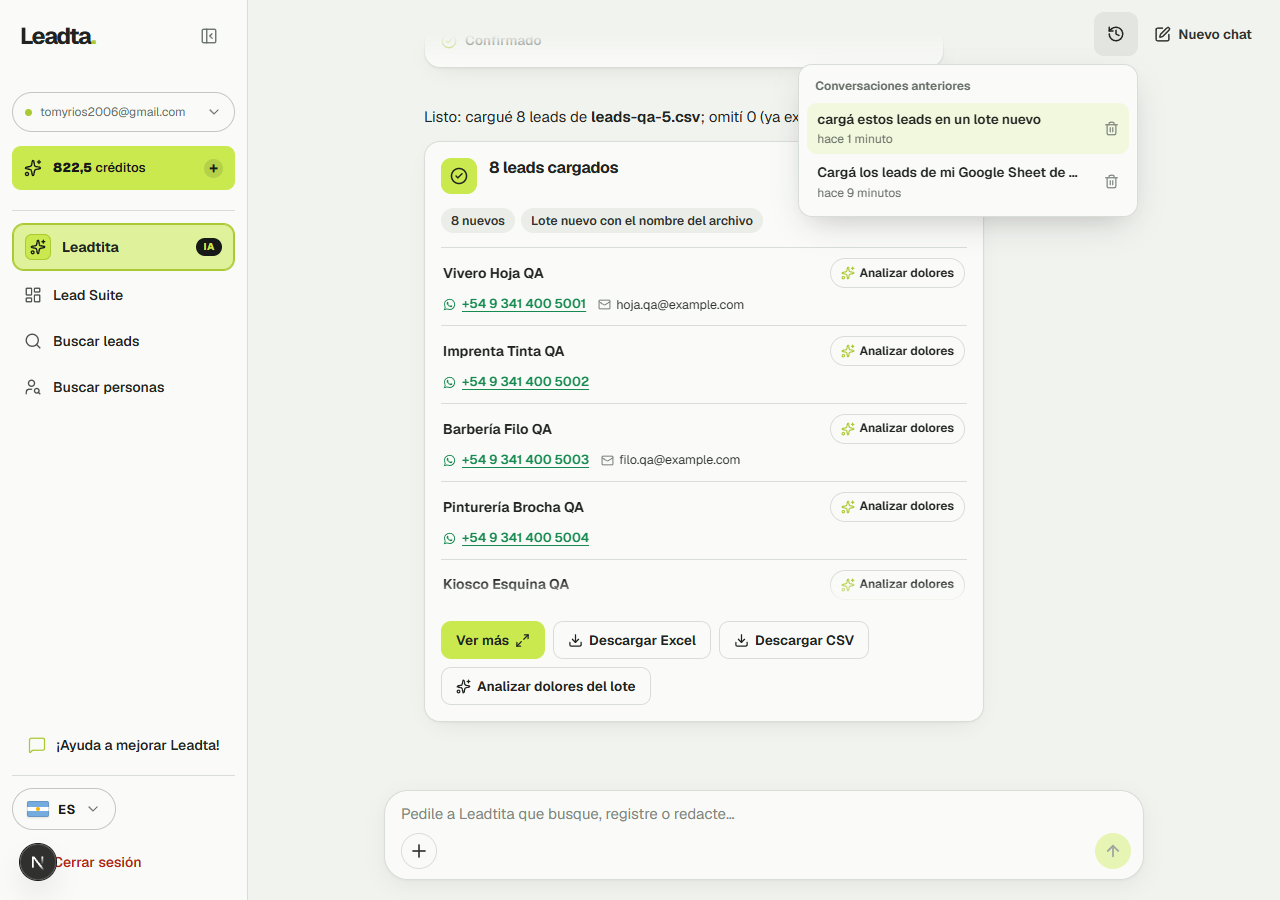 Leadta.
tomyrios2006@gmail.com
822,5 créditos
Leadtita
IA
Lead Suite
Buscar leads
Buscar personas
¡Ayuda a mejorar Leadta!
ES
N
Cerrar sesión
Nuevo chat
Confirmado
Conversaciones anteriores
cargá estos leads en un lote nuevo
hace 1 minuto
Cargá los leads de mi Google Sheet de ...
hace 9 minutos
Listo: cargué 8 leads de leads-qa-5.csv; omití 0 (ya ex
8 leads cargados
8 nuevos
Lote nuevo con el nombre del archivo
Vivero Hoja QA
Analizar dolores
+54 9 341 400 5001
hoja.qa@example.com
Imprenta Tinta QA
Analizar dolores
+54 9 341 400 5002
Barbería Filo QA
Analizar dolores
+54 9 341 400 5003
filo.qa@example.com
Pinturería Brocha QA
Analizar dolores
+54 9 341 400 5004
Kiosco Esquina QA
Analizar dolores
Ver más
Descargar Excel
Descargar CSV
Analizar dolores del lote
Pedile a Leadtita que busque, registre o redacte...